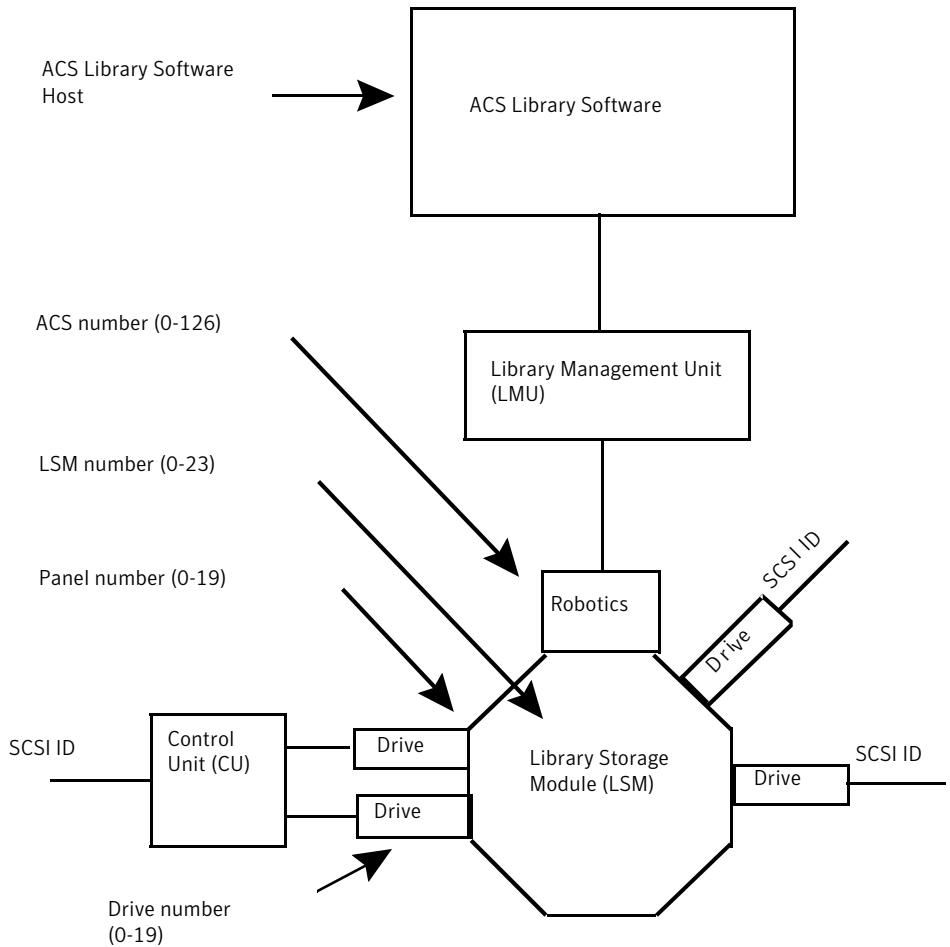 ACS Library Software
Host
ACS Library Software
ACS number (0-126)
Library Management Unit
(LMU)
LSM number (0-23)
SCSI ID
Panel number (0-19)
Robotics
Drive
SCSI ID
Control
Unit (CU)
Drive
Library Storage
Module (LSM)
SCSI ID
Drive
Drive
Drive number
(0-19)